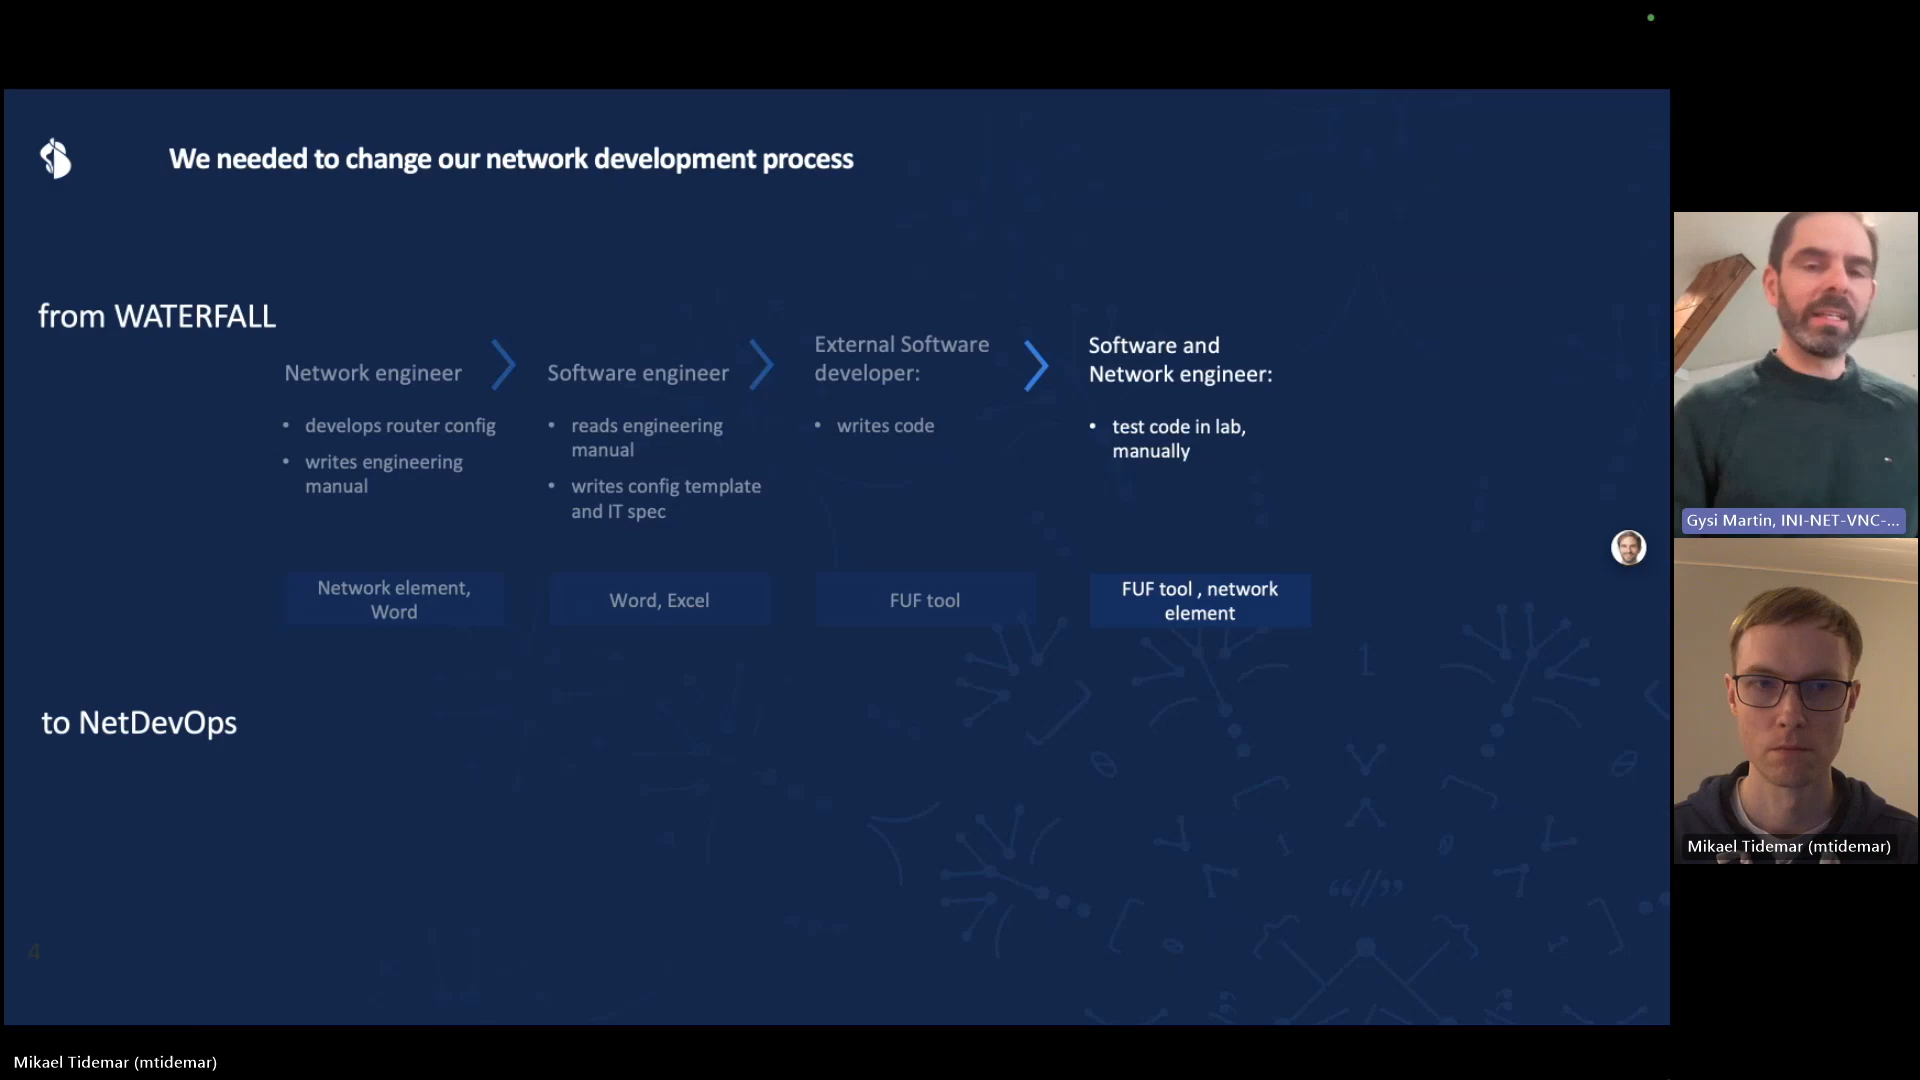 We needed to change our network development process
from WATERFALL
Network engineer
• develops router config
• writes engineering
manual
Network element,
Word
Software engineer
• reads engineering
manual
• writes config template
and IT spec
Word, Excel
External Software
developer:
• writes code
FUF tool
Software and
Network engineer:
• test code in lab,
manually
FUF tool , network
element
to NetDevOps
4
Gysi Martin, INI-NET-VNC-...
Mikael Tidemar (mtidemar)
Mikael Tidemar (mtidemar)